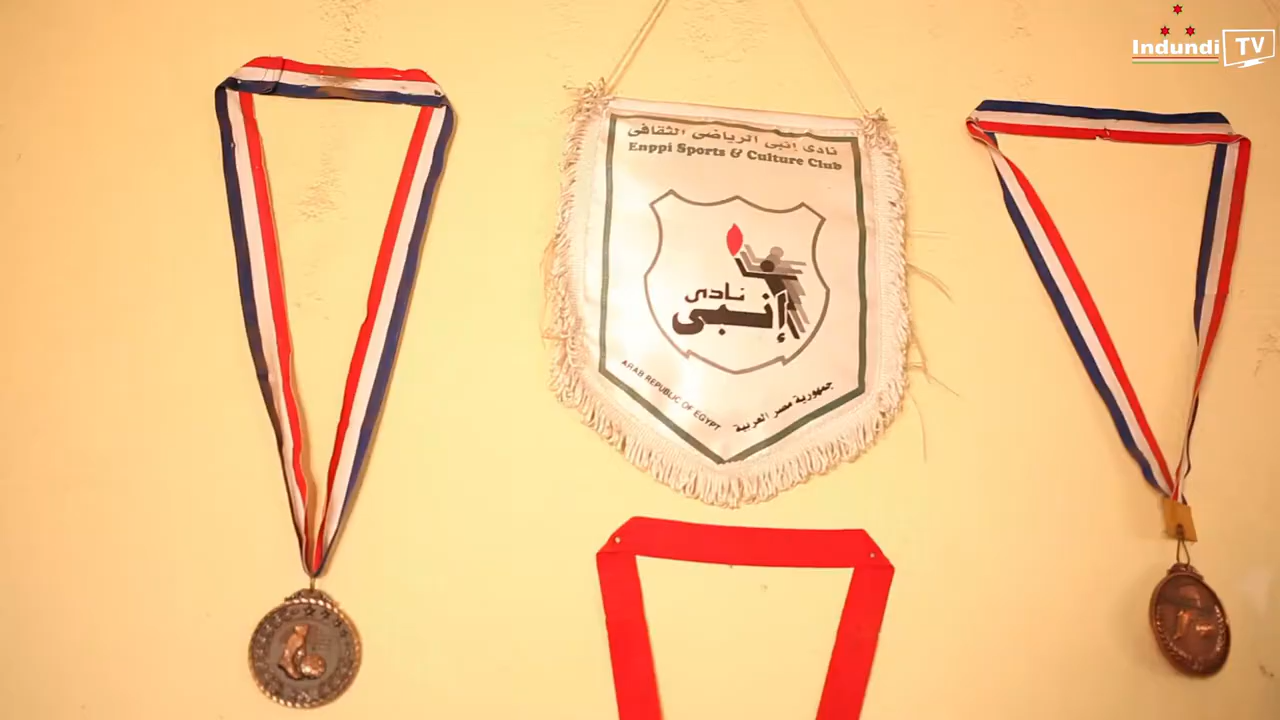 Indundi TV
نادى إنبى الرياضى الثقافى
Enppi Sports & Culture Club
نادى
إنبى
ARAB REPUBLIC OF EGYPT
جمهورية مصر العربية